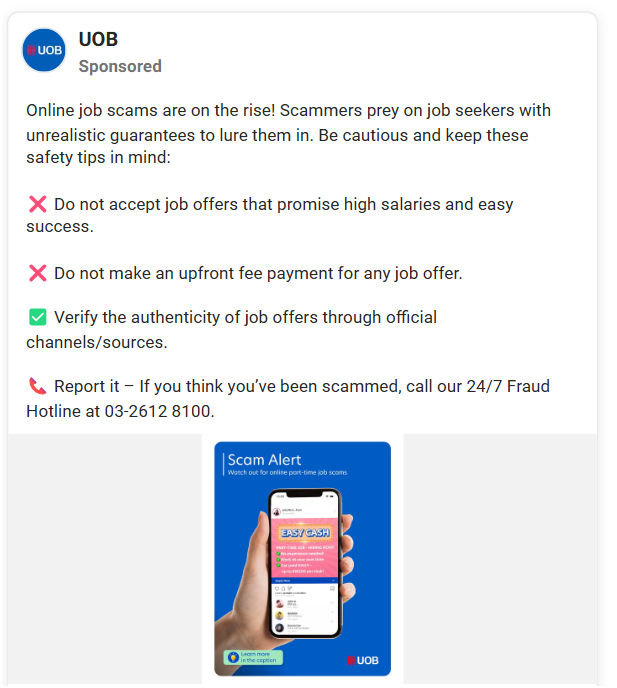 UOB
UOB
Sponsored
Online job scams are on the rise! Scammers prey on job seekers with
unrealistic guarantees to lure them in. Be cautious and keep these
safety tips in mind:
❌ Do not accept job offers that promise high salaries and easy
success.
❌ Do not make an upfront fee payment for any job offer.
✅ Verify the authenticity of job offers through official
channels/sources.
📞 Report it – If you think you’ve been scammed, call our 24/7 Fraud
Hotline at 03-2612 8100.
Scam Alert
Watch out for online part-time job scams
EASY CASH
Learn more
in the caption
UOB